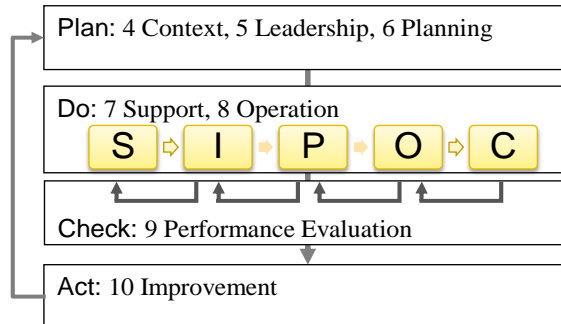 Plan: 4 Context, 5 Leadership, 6 Planning
Do: 7 Support, 8 Operation
S I P O C
Check: 9 Performance Evaluation
Act: 10 Improvement